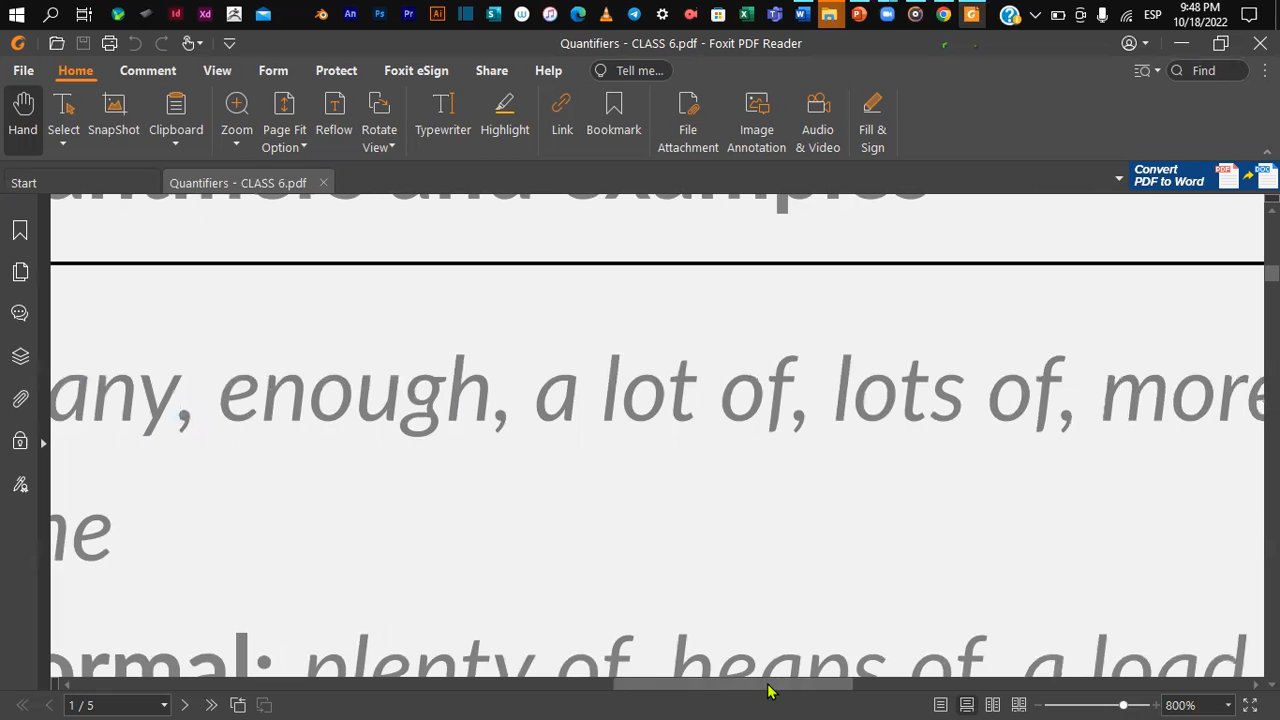 9:48 PM
ESP
10/18/2022
Quantifiers - CLASS 6.pdf - Foxit PDF Reader
File Home Comment View Form Protect Foxit eSign Share Help Tell me... Find
Hand Select SnapShot Clipboard Zoom Page Fit Option Reflow Rotate View Typewriter Highlight Link Bookmark File Attachment Image Annotation Audio & Video Fill & Sign
Start Quantifiers - CLASS 6.pdf
Convert PDF to Word
and examples
any, enough, a lot of, lots of, more
ormal: plenty of, heaps of, a load
1 / 5
800%